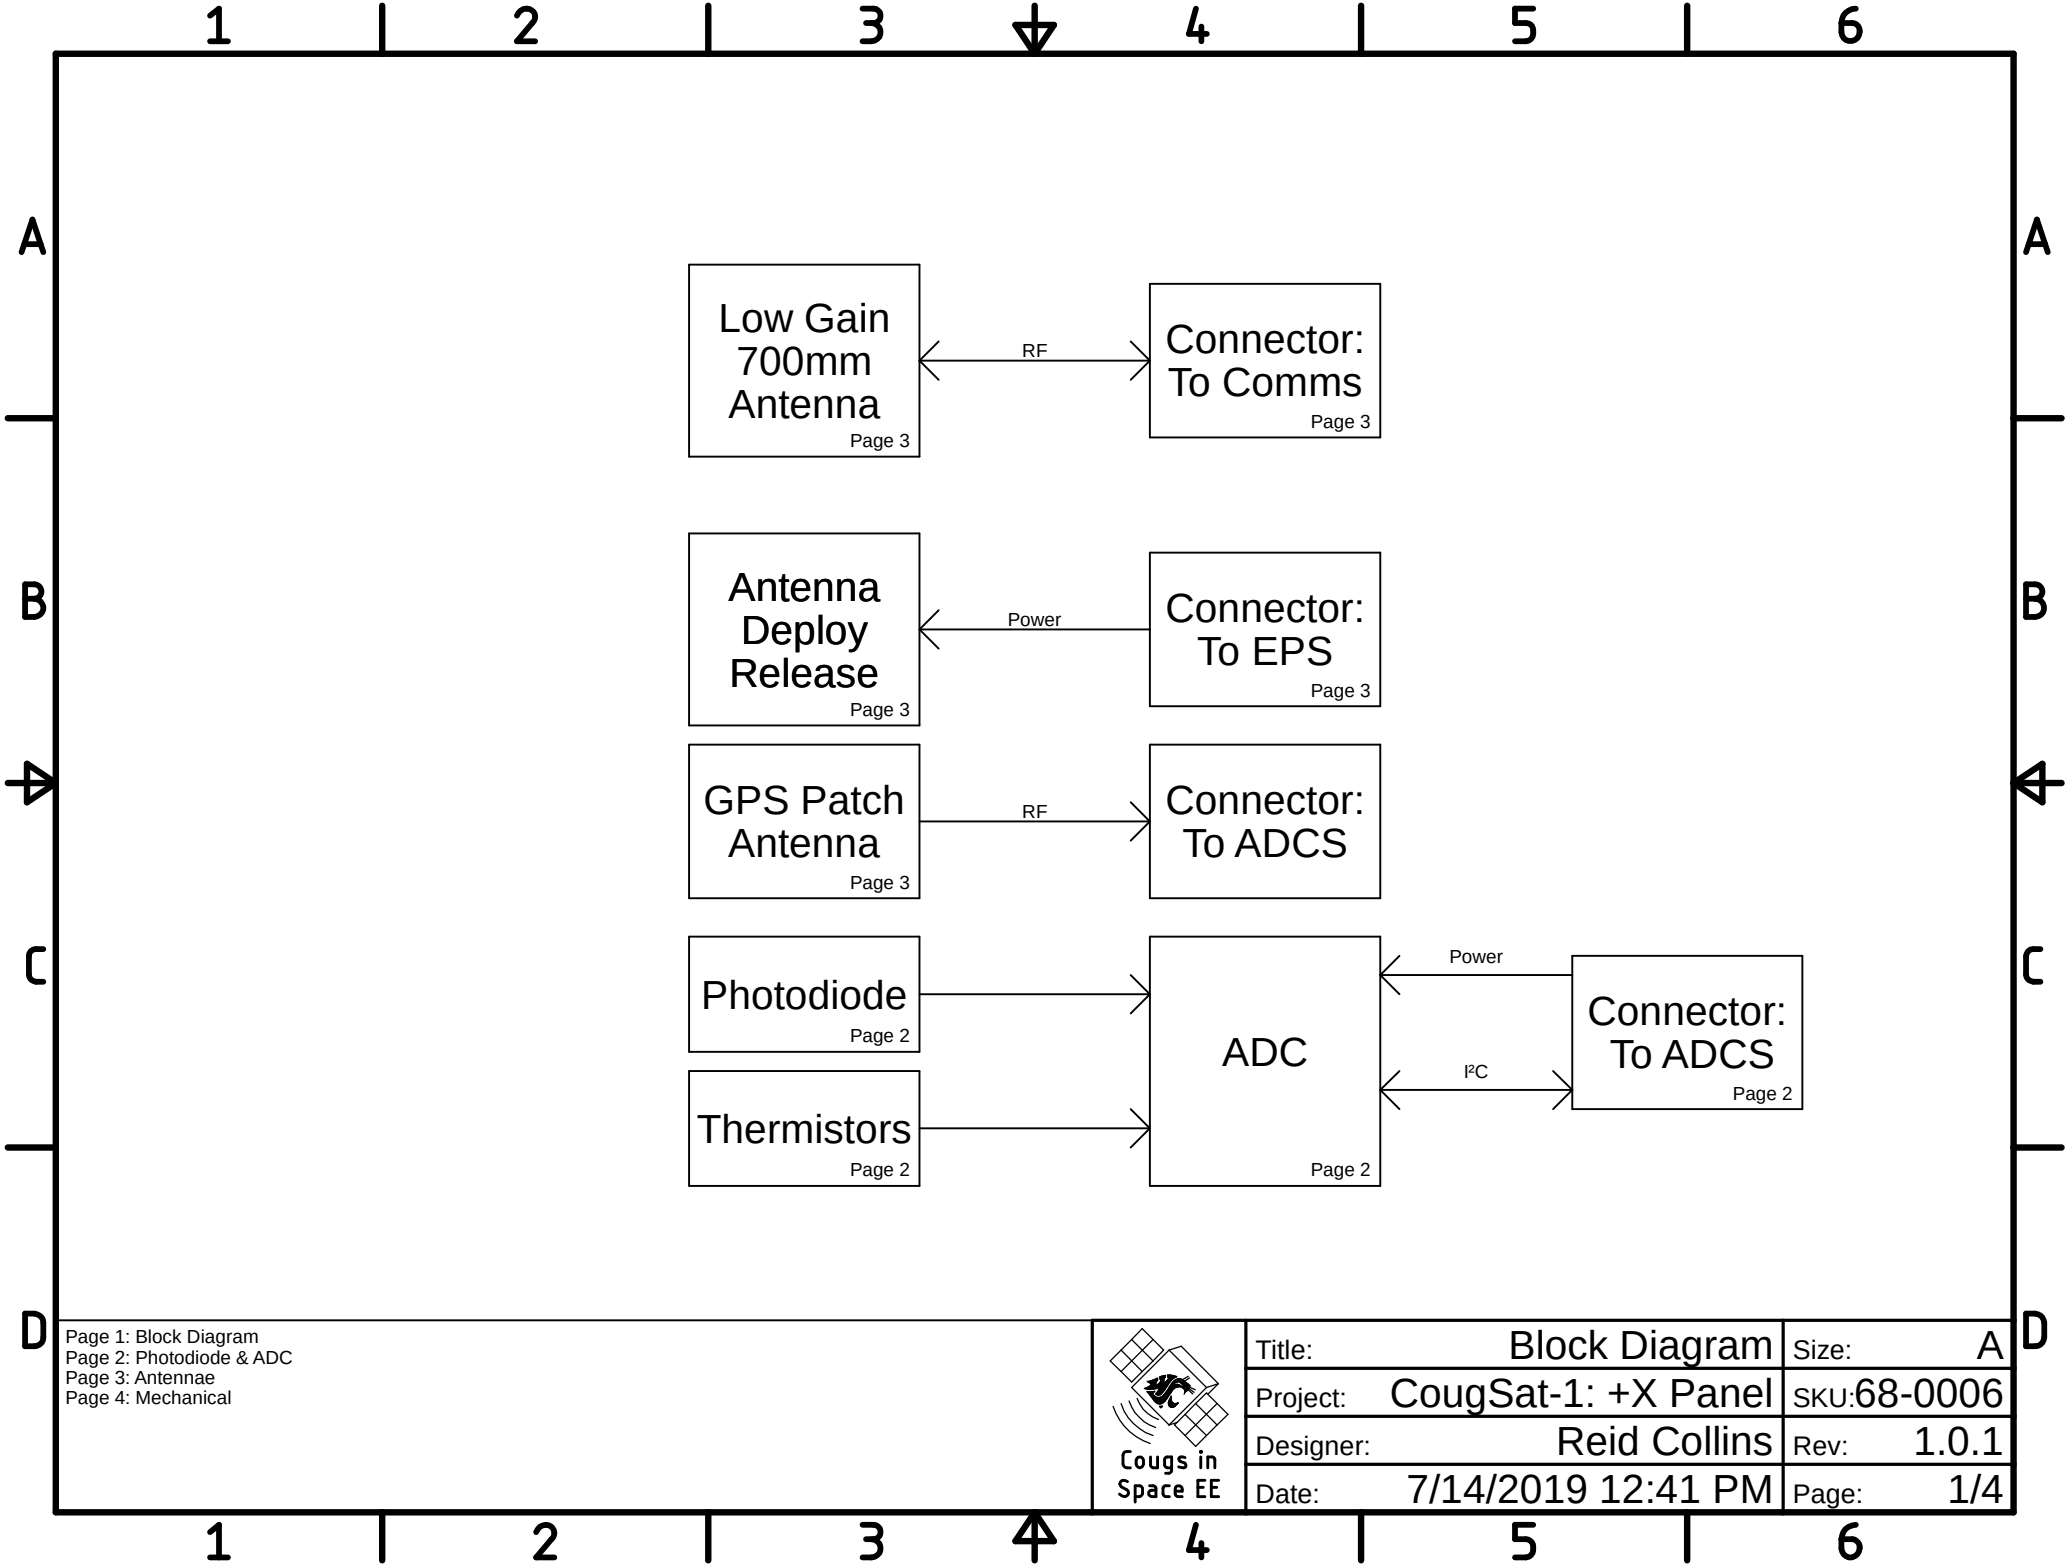 1 2 3 4 5 6
A A
Low Gain
700mm
Antenna
Page 3
RF
Connector:
To Comms
Page 3
B B
Antenna
Deploy
Release
Page 3
Power
Connector:
To EPS
Page 3
GPS Patch
Antenna
Page 3
RF
Connector:
To ADCS
C C
Photodiode
Page 2
Thermistors
Page 2
ADC
Page 2
Power
I²C
Connector:
To ADCS
Page 2
D D
Page 1: Block Diagram
Page 2: Photodiode & ADC
Page 3: Antennae
Page 4: Mechanical
Cougs in
Space EE
Title: Block Diagram Size: A
Project: CougSat-1: +X Panel SKU:68-0006
Designer: Reid Collins Rev: 1.0.1
Date: 7/14/2019 12:41 PM Page: 1/4
1 2 3 4 5 6